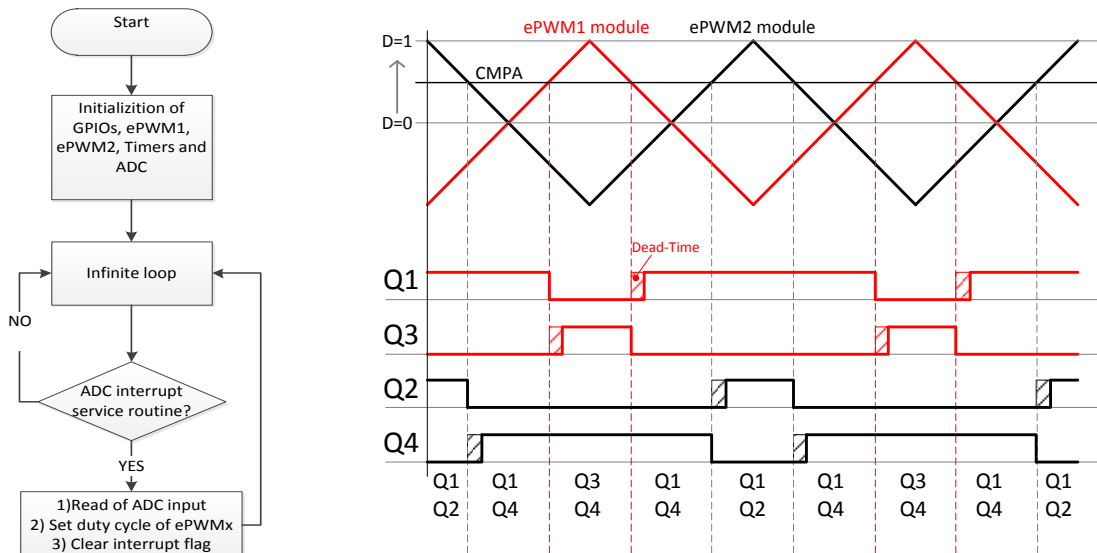 Start
Initializition of
GPIOs, ePWM1,
ePWM2, Timers and
ADC
Infinite loop
NO
ADC interrupt
service routine?
YES
1)Read of ADC input
2) Set duty cycle of ePWMx
3) Clear interrupt flag
ePWM1 module
ePWM2 module
D=1
CMPA
D=0
Dead-Time
Q1
Q3
Q2
Q4
Q1 Q1 Q3 Q1 Q1 Q1 Q3 Q1 Q1
Q2 Q4 Q4 Q4 Q2 Q4 Q4 Q4 Q2